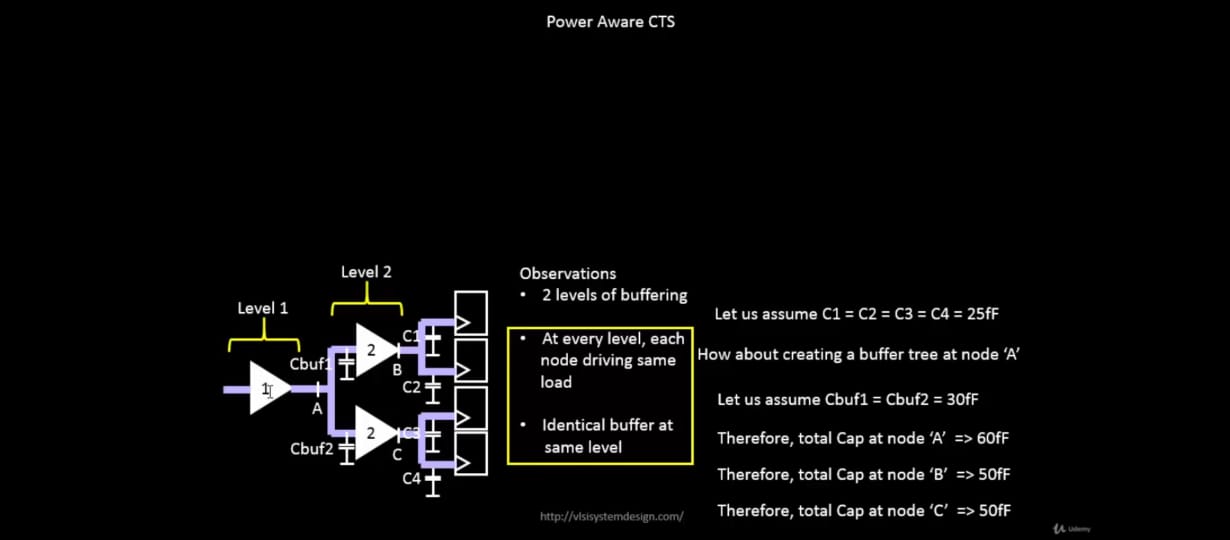 Power Aware CTS
Level 2
Level 1
Cbuf1
1
A
2
B
C1
C2
Cbuf2
2
C
C3
C4
Observations
• 2 levels of buffering
• At every level, each
node driving same
load
• Identical buffer at
same level
Let us assume C1 = C2 = C3 = C4 = 25fF
How about creating a buffer tree at node ‘A’
Let us assume Cbuf1 = Cbuf2 = 30fF
Therefore, total Cap at node ‘A’ => 60fF
Therefore, total Cap at node ‘B’ => 50fF
Therefore, total Cap at node ‘C’ => 50fF
http://vlsisystemdesign.com/
Udemy